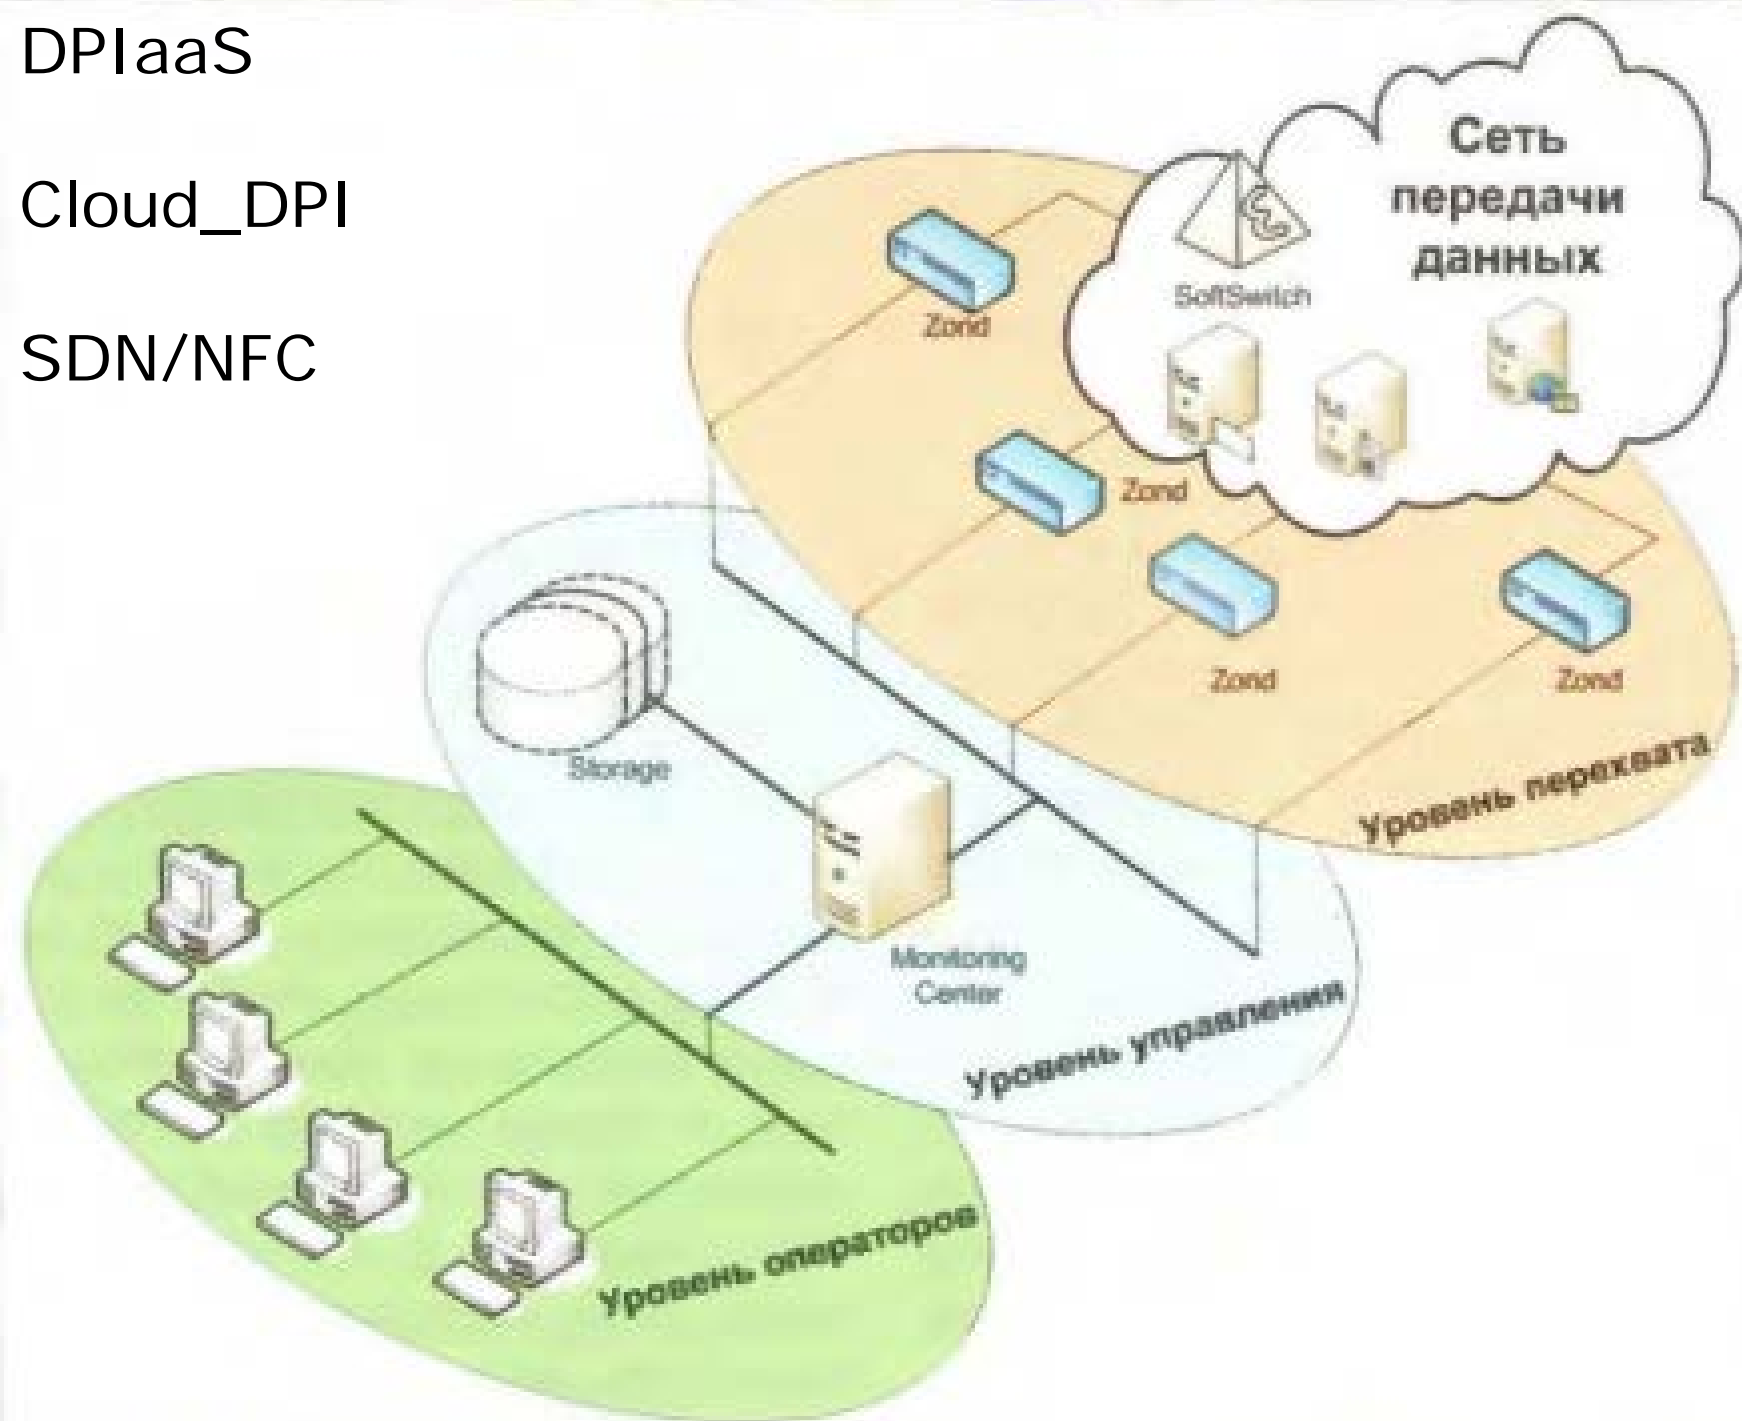 DPIaaS
Cloud_DPI
SDN/NFC
Сеть
передачи
данных
SoftSwitch
Zond
Zond
Zond
Zond
Уровень перехвата
Storage
Monitoring
Center
Уровень управления
Уровень операторов